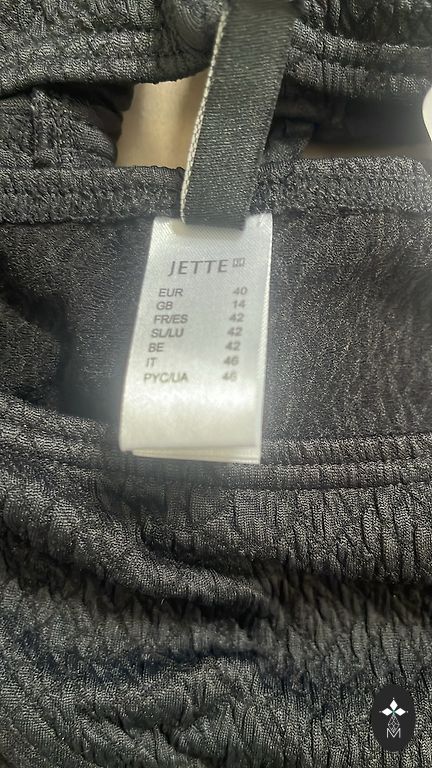 JETTE
EUR 40
GB 14
FR/ES 42
SL/LU 42
BE 42
IT 46
PYC/UA 46